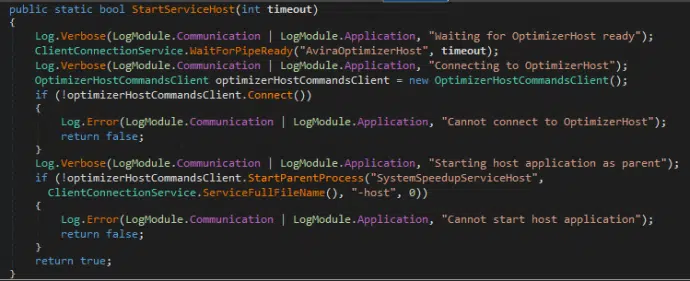 public static bool StartServiceHost(int timeout)
{
Log.Verbose(LogModule.Communication | LogModule.Application, "Waiting for OptimizerHost ready");
ClientConnectionService.WaitForPipeReady("AviraOptimizerHost", timeout);
Log.Verbose(LogModule.Communication | LogModule.Application, "Connecting to OptimizerHost");
OptimizerHostCommandsClient optimizerHostCommandsClient = new OptimizerHostCommandsClient();
if (!optimizerHostCommandsClient.Connect())
{
Log.Error(LogModule.Communication | LogModule.Application, "Cannot connect to OptimizerHost");
return false;
}
Log.Verbose(LogModule.Communication | LogModule.Application, "Starting host application as parent");
if (!optimizerHostCommandsClient.StartParentProcess("SystemSpeedupServiceHost",
ClientConnectionService.ServiceFullFileName(), "-host", 0))
{
Log.Error(LogModule.Communication | LogModule.Application, "Cannot start host application");
return false;
}
return true;
}